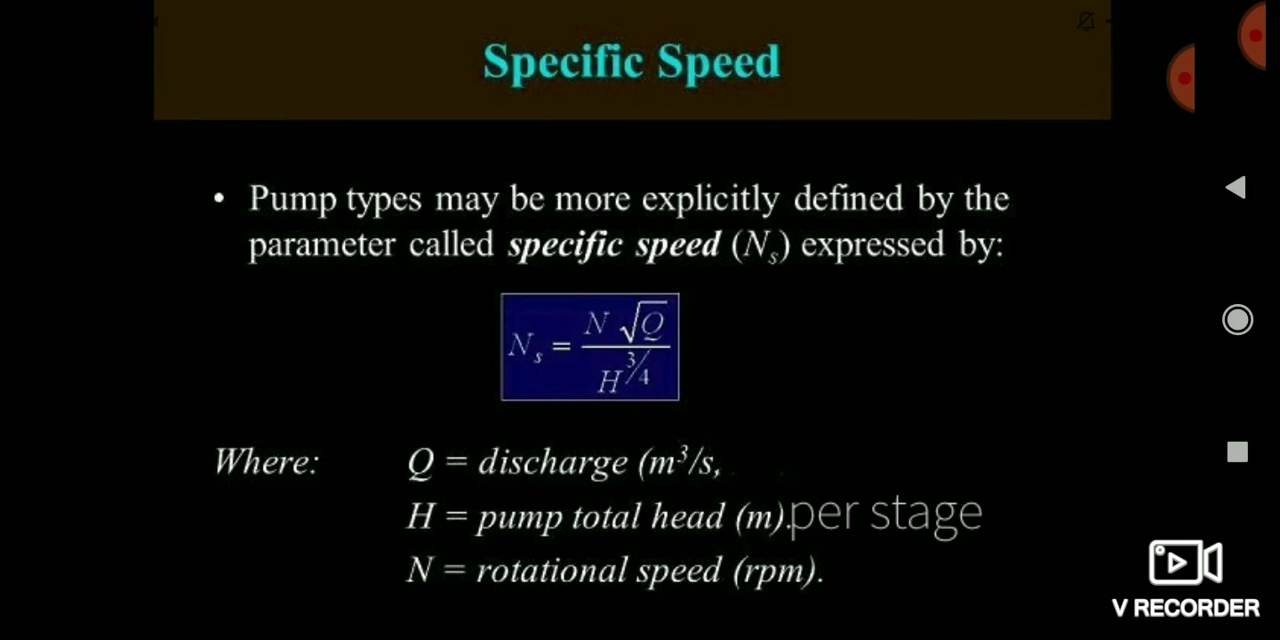 Specific Speed
• Pump types may be more explicitly defined by the
parameter called specific speed (Nₛ) expressed by:
Nₛ = N √Q / H^3/4
Where: Q = discharge (m³/s,
H = pump total head (m).per stage
N = rotational speed (rpm).
V RECORDER